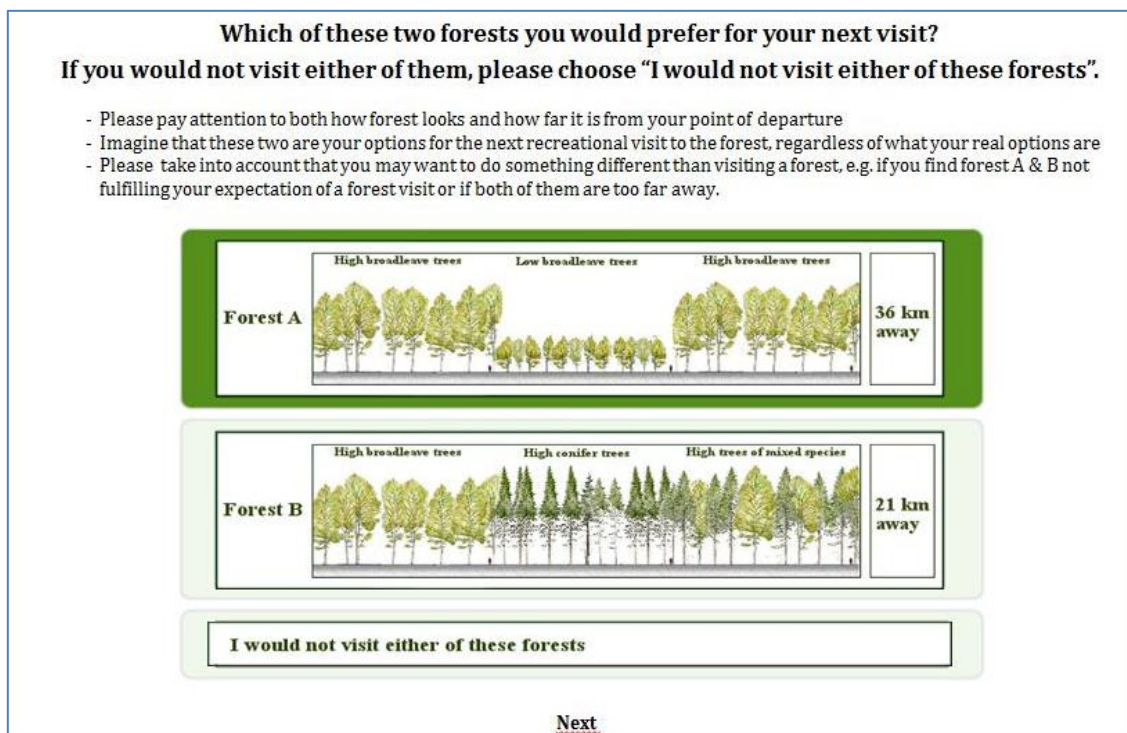 Which of these two forests you would prefer for your next visit?
If you would not visit either of them, please choose “I would not visit either of these forests”.
- Please pay attention to both how forest looks and how far it is from your point of departure
- Imagine that these two are your options for the next recreational visit to the forest, regardless of what your real options are
- Please take into account that you may want to do something different than visiting a forest, e.g. if you find forest A & B not
fulfilling your expectation of a forest visit or if both of them are too far away.
High broadleave trees Low broadleave trees High broadleave trees
Forest A
36 km
away
High broadleave trees High conifer trees High trees of mixed species
Forest B
21 km
away
I would not visit either of these forests
Next